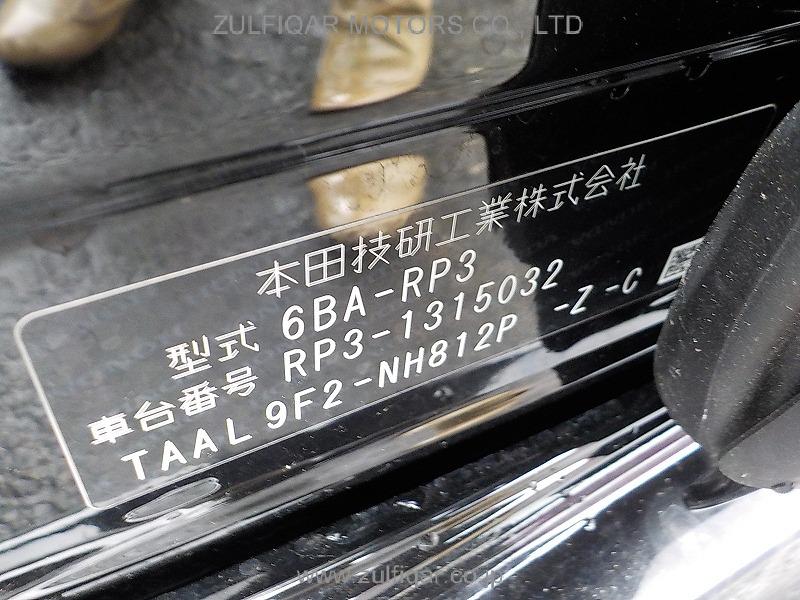 ZULFIQAR MOTORS CO., LTD
本田技研工業株式会社
型式 6BA-RP3
車台番号 RP3-1315032
TAAL 9F2-NH812P -Z -C
www.zulfiqar.co.jp